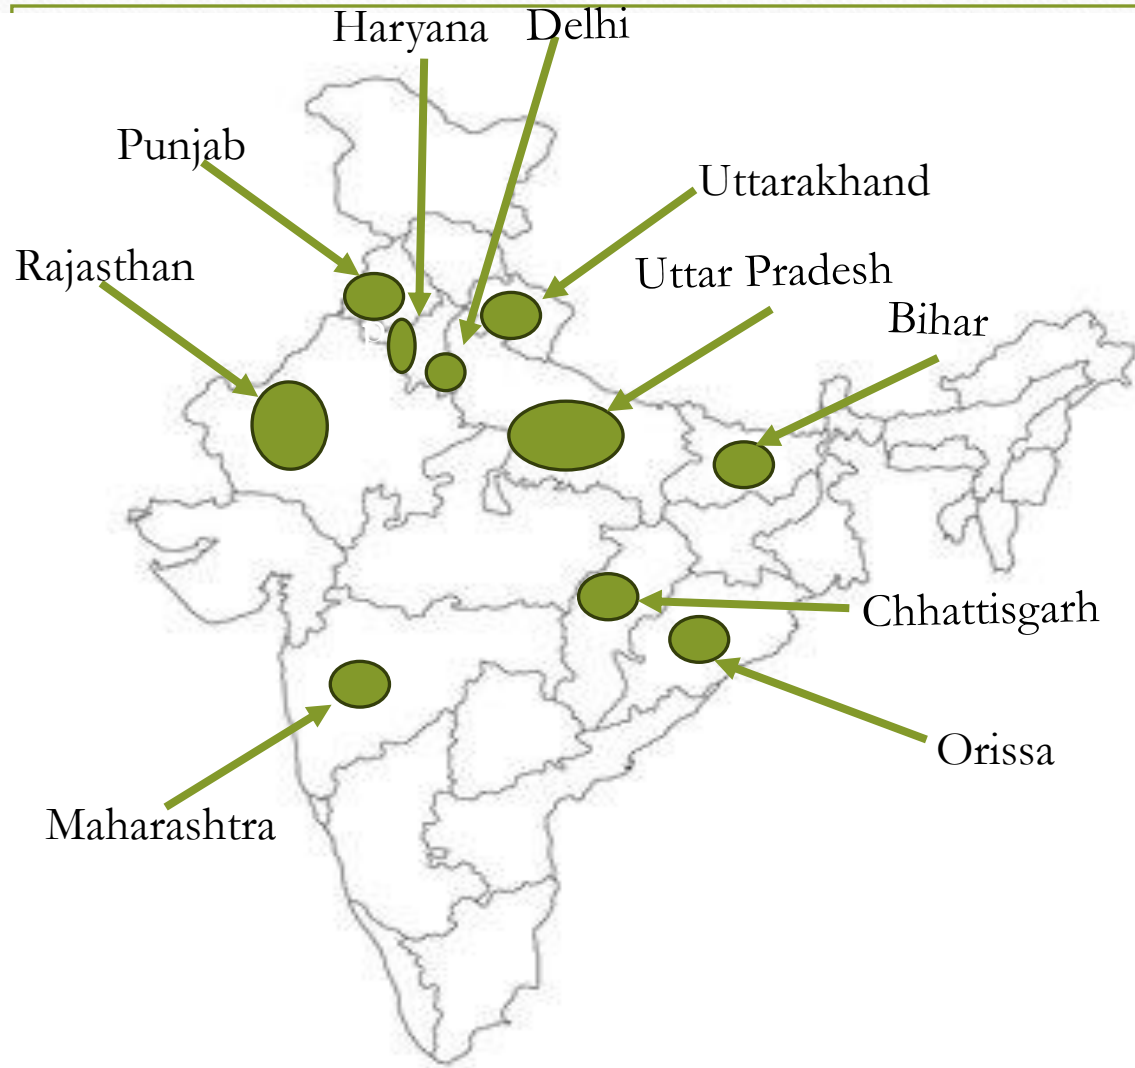 Haryana
Delhi
Punjab
Uttarakhand
Rajasthan
Uttar Pradesh
Bihar
Chhattisgarh
Orissa
Maharashtra